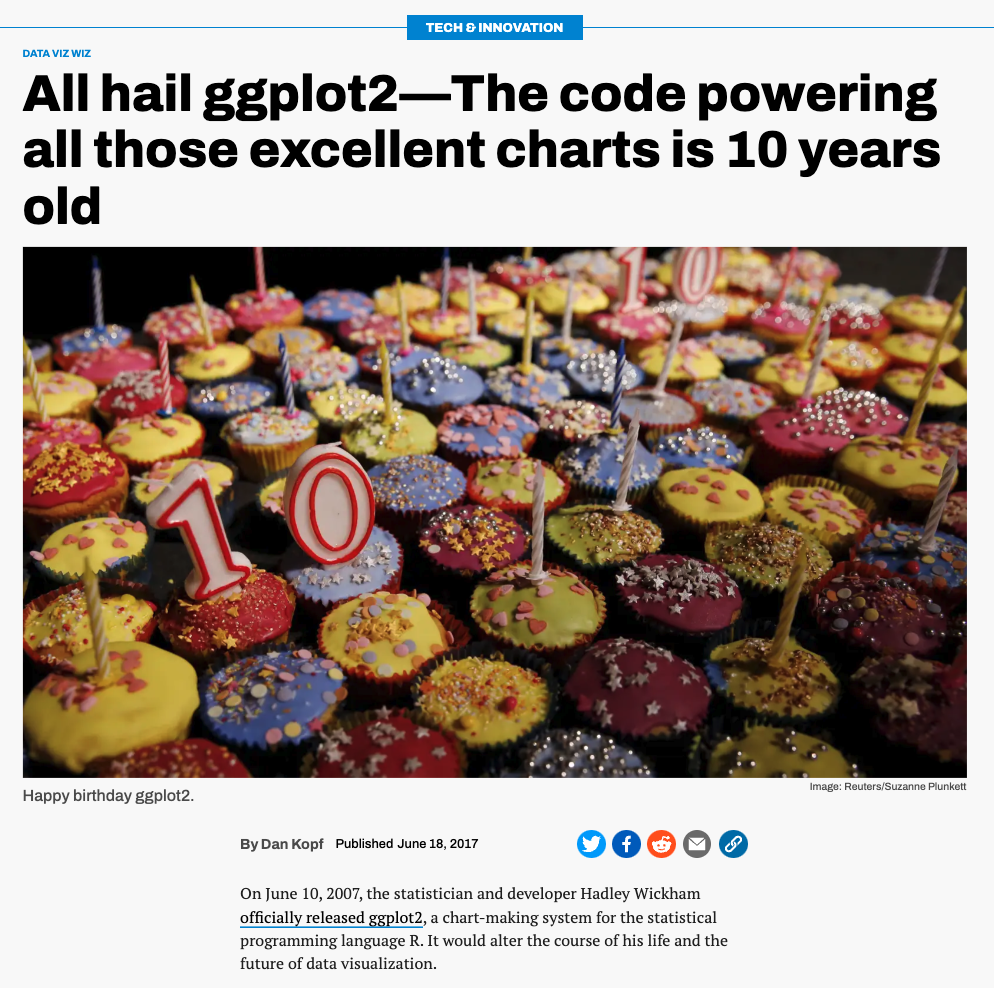 TECH & INNOVATION
DATA VIZ WIZ
All hail ggplot2—The code powering
all those excellent charts is 10 years
old
10
10
Happy birthday ggplot2.
Image: Reuters/Suzanne Plunkett
By Dan Kopf Published June 18, 2017
On June 10, 2007, the statistician and developer Hadley Wickham
officially released ggplot2, a chart-making system for the statistical
programming language R. It would alter the course of his life and the
future of data visualization.